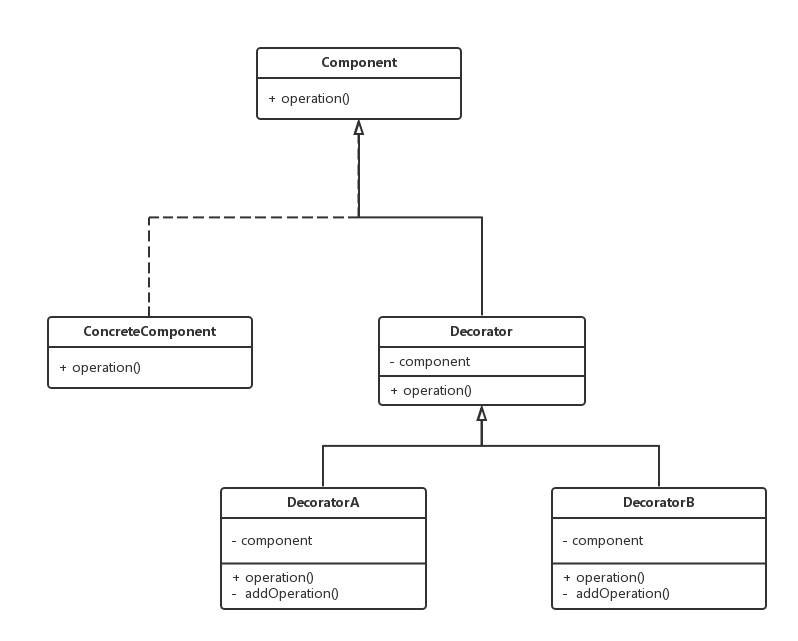 Component
+ operation()
ConcreteComponent
+ operation()
Decorator
- component
+ operation()
DecoratorA
- component
+ operation()
- addOperation()
DecoratorB
- component
+ operation()
- addOperation()